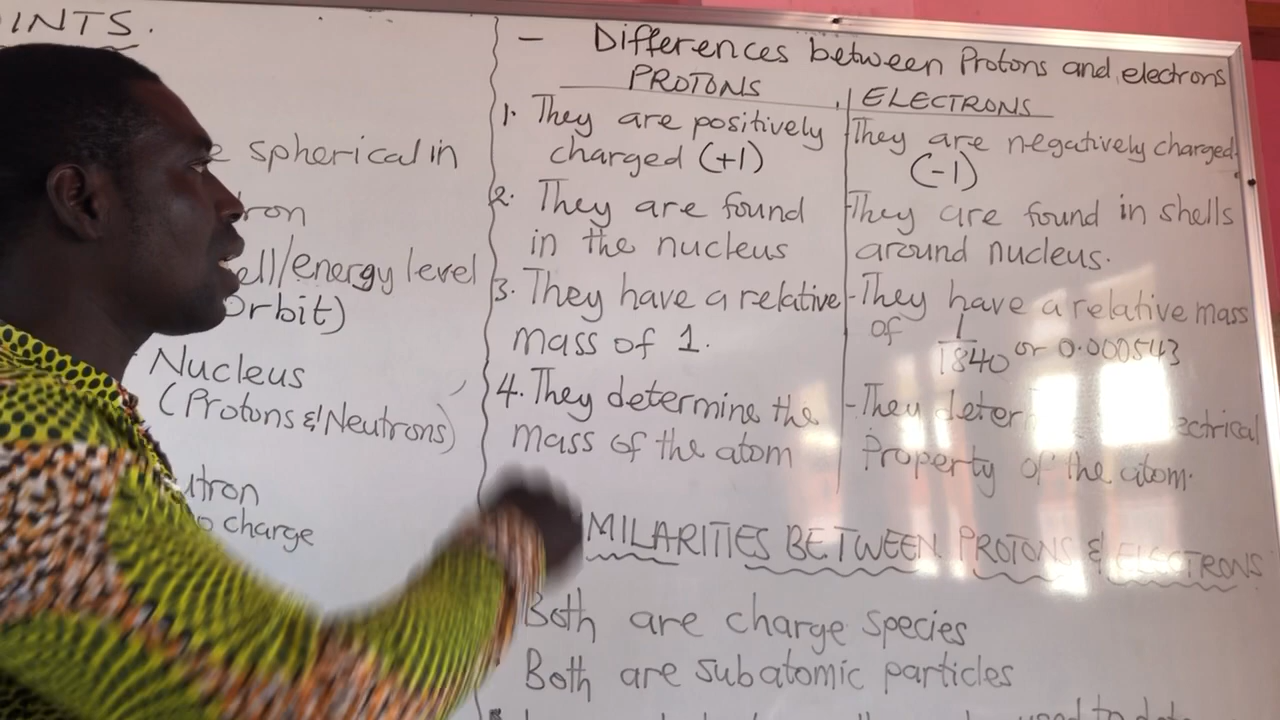 INTS.
spherical in
ron
ell/energy level
orbit)
Nucleus
(Protons & Neutrons)
utron
charge
- Differences between Protons and electrons
PROTONS
1. They are positively
charged (+1)
2. They are found
in the nucleus
3. They have a relative
mass of 1.
4. They determine the
mass of the atom
ELECTRONS
They are negatively charged.
(-1)
They are found in shells
around nucleus.
- They have a relative mass
of 1/1840 or 0.000543
- They deter ectrical
Property of the atom.
MILARITIES BETWEEN PROTONS & ELECTRONS
Both are charge species
Both are subatomic particles